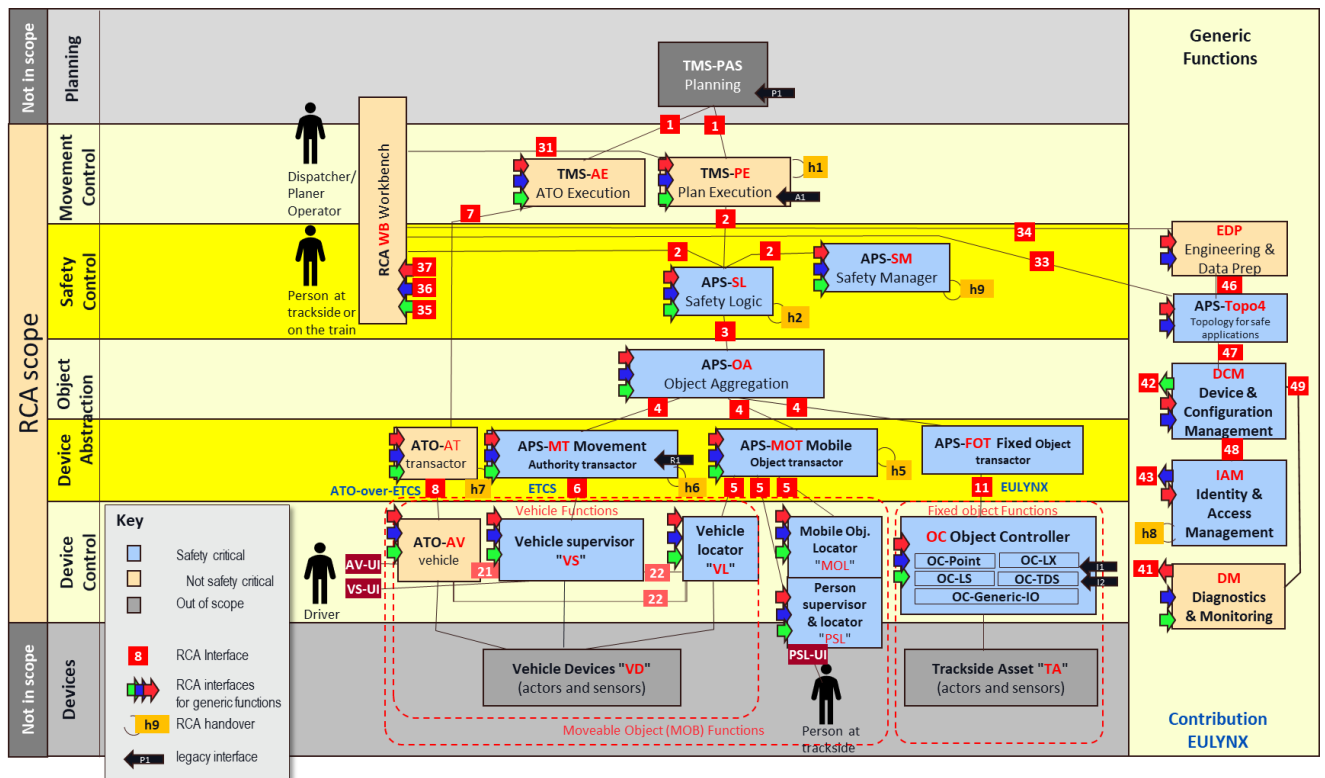 Not in scope
Planning
TMS-PAS
Planning
P1
Generic
Functions
RCA scope
Movement
Control
Dispatcher/
Planer
Operator
RCA WB Workbench
1
1
31
TMS-AE
ATO Execution
TMS-PE
Plan Execution
h1
A1
7
2
Safety
Control
Person at
trackside or
on the train
37
36
35
2
2
APS-SL
Safety Logic
h2
APS-SM
Safety Manager
h9
34
33
3
EDP
Engineering &
Data Prep
46
APS-Topo4
Topology for safe
applications
47
Object
Abstraction
APS-OA
Object Aggregation
4
4
4
42
DCM
Device &
Configuration
Management
49
48
Device
Abstraction
ATO-AT
transactor
h7
APS-MT Movement
Authority transactor
R1
h6
APS-MOT Mobile
Object transactor
h5
APS-FOT Fixed Object
transactor
ATO-over-ETCS
8
ETCS
6
5
5
5
11
EULYNX
43
IAM
Identity &
Access
Management
h8
Device
Control
Vehicle Functions
Fixed object Functions
Driver
AV-UI
VS-UI
ATO-AV
vehicle
21
Vehicle supervisor
"VS"
22
22
Vehicle
locator
"VL"
Mobile Obj.
Locator
"MOL"
Person
supervisor
& locator
"PSL"
PSL-UI
OC Object Controller
OC-Point
OC-LX
OC-LS
OC-TDS
OC-Generic-IO
I1
I2
41
DM
Diagnostics
& Monitoring
Not in scope
Devices
Vehicle Devices "VD"
(actors and sensors)
Trackside Asset "TA"
(actors and sensors)
Moveable Object (MOB) Functions
Person at
trackside
Contribution
EULYNX
Key
Safety critical
Not safety critical
Out of scope
8
RCA Interface
RCA interfaces
for generic functions
h9
RCA handover
P1
legacy interface